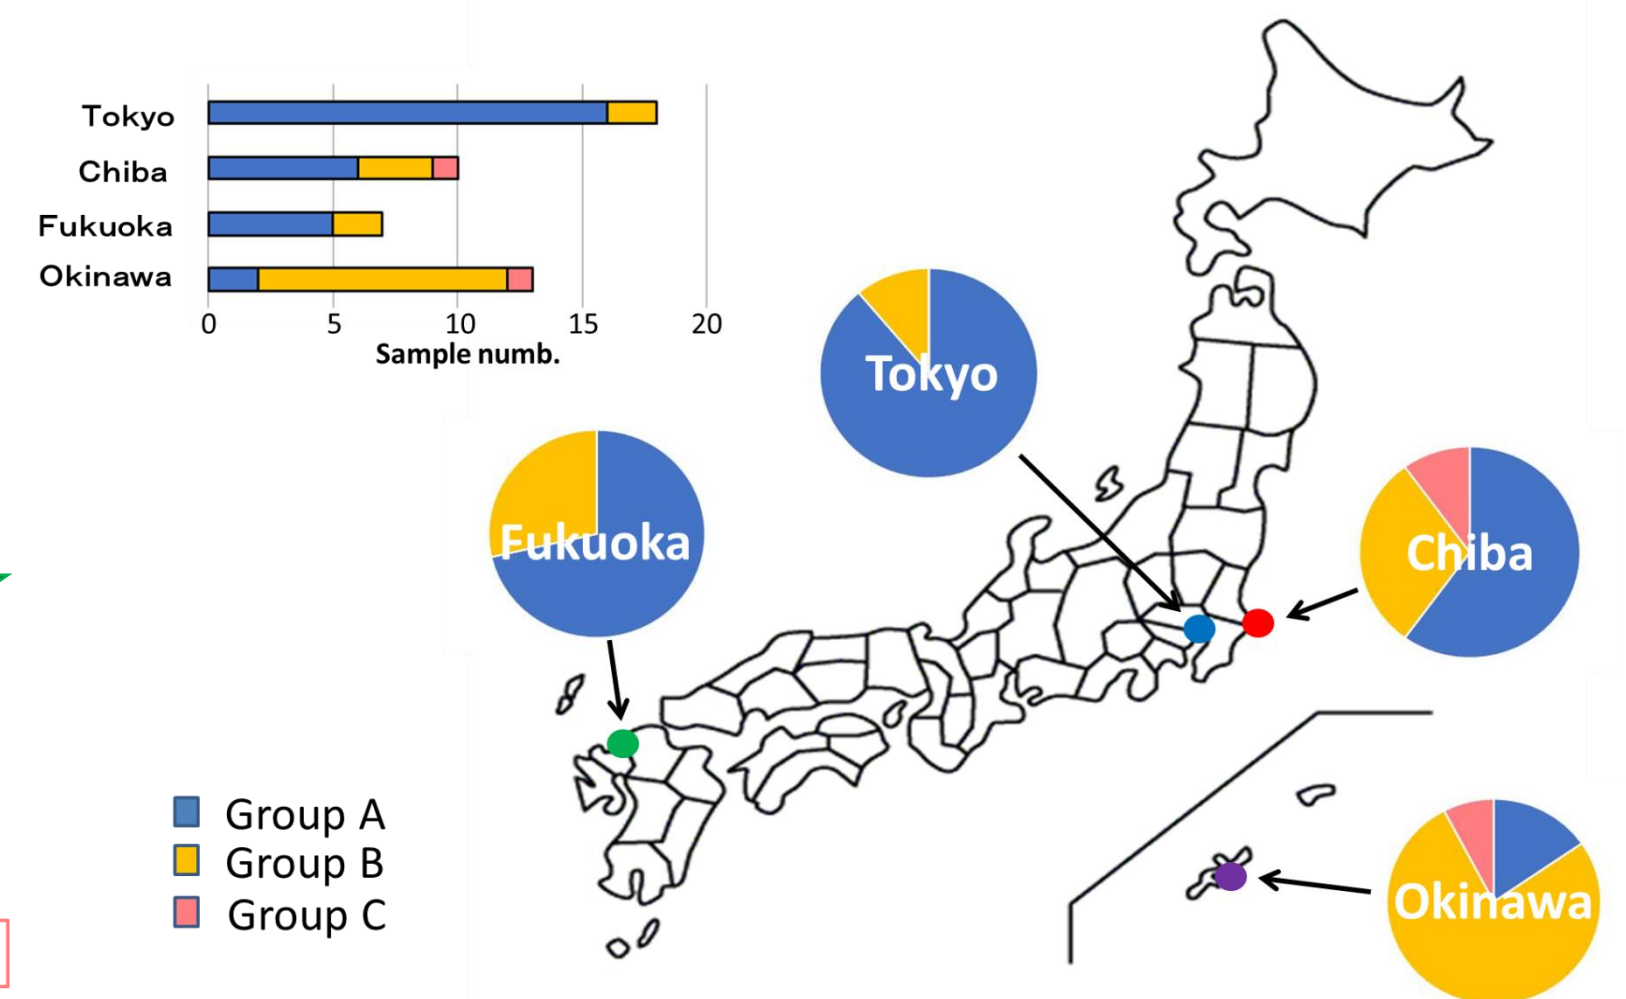 Tokyo
Chiba
Fukuoka
Okinawa
0 5 10 15 20
Sample numb.
Tokyo
Fukuoka
Chiba
Okinawa
Group A
Group B
Group C